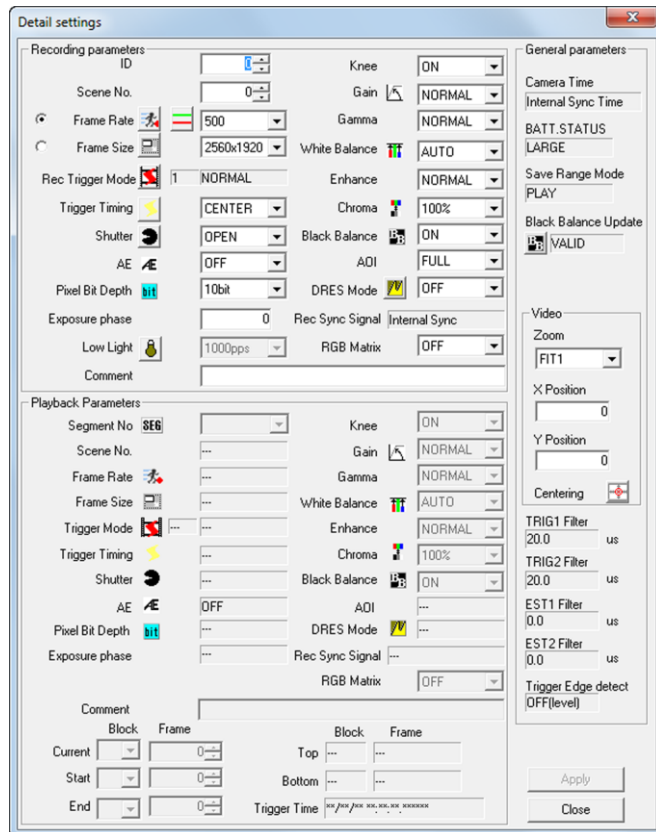 Detail settings
Recording parameters
ID 0 Knee ON
Scene No. 0 Gain NORMAL
Frame Rate 500 Gamma NORMAL
Frame Size 2560x1920 White Balance AUTO
Rec Trigger Mode 1 NORMAL Enhance NORMAL
Trigger Timing CENTER Chroma 100%
Shutter OPEN Black Balance ON
AE OFF AOI FULL
Pixel Bit Depth bit 10bit DRES Mode OFF
Exposure phase 0 Rec Sync Signal Internal Sync
Low Light 1000pps RGB Matrix OFF
Comment
Playback Parameters
Segment No SEG Knee ON
Scene No. --- Gain NORMAL
Frame Rate --- Gamma NORMAL
Frame Size --- White Balance AUTO
Trigger Mode --- --- Enhance NORMAL
Trigger Timing --- Chroma 100%
Shutter --- Black Balance ON
AE OFF AOI ---
Pixel Bit Depth bit --- DRES Mode ---
Exposure phase --- Rec Sync Signal ---
RGB Matrix OFF
Comment
Block Frame Block Frame
Current 0 Top --- ---
Start 0 Bottom --- ---
End 0 Trigger Time **/**/** **:**:**.******
General parameters
Camera Time
Internal Sync Time
BATT.STATUS
LARGE
Save Range Mode
PLAY
Black Balance Update
VALID
Video
Zoom
FIT1
X Position
0
Y Position
0
Centering
TRIG1 Filter
20.0 us
TRIG2 Filter
20.0 us
EST1 Filter
0.0 us
EST2 Filter
0.0 us
Trigger Edge detect
OFF(level)
Apply
Close